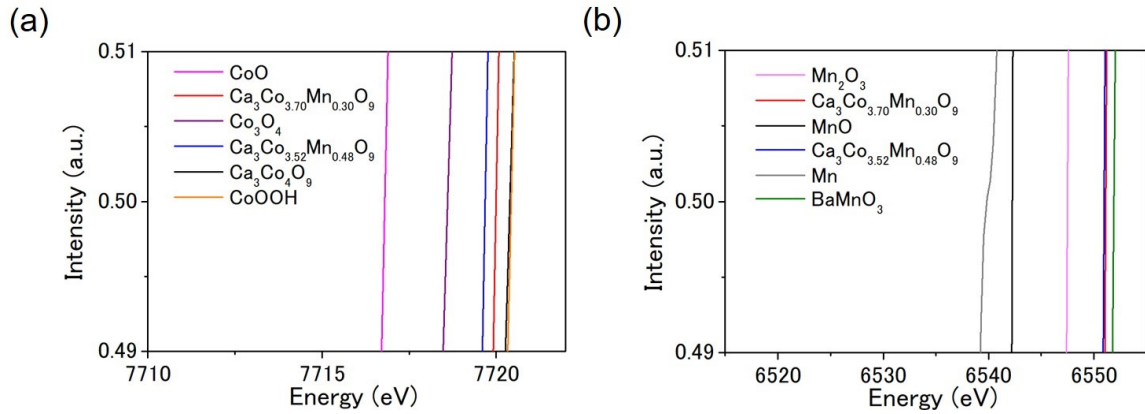 (a)
0.51
0.50
0.49
Intensity (a.u.)
CoO
Ca3Co3.70Mn0.30O9
Co3O4
Ca3Co3.52Mn0.48O9
Ca3Co4O9
CoOOH
7710
7715
7720
Energy (eV)
(b)
0.51
0.50
0.49
Intensity (a.u.)
Mn2O3
Ca3Co3.70Mn0.30O9
MnO
Ca3Co3.52Mn0.48O9
Mn
BaMnO3
6520
6530
6540
6550
Energy (eV)